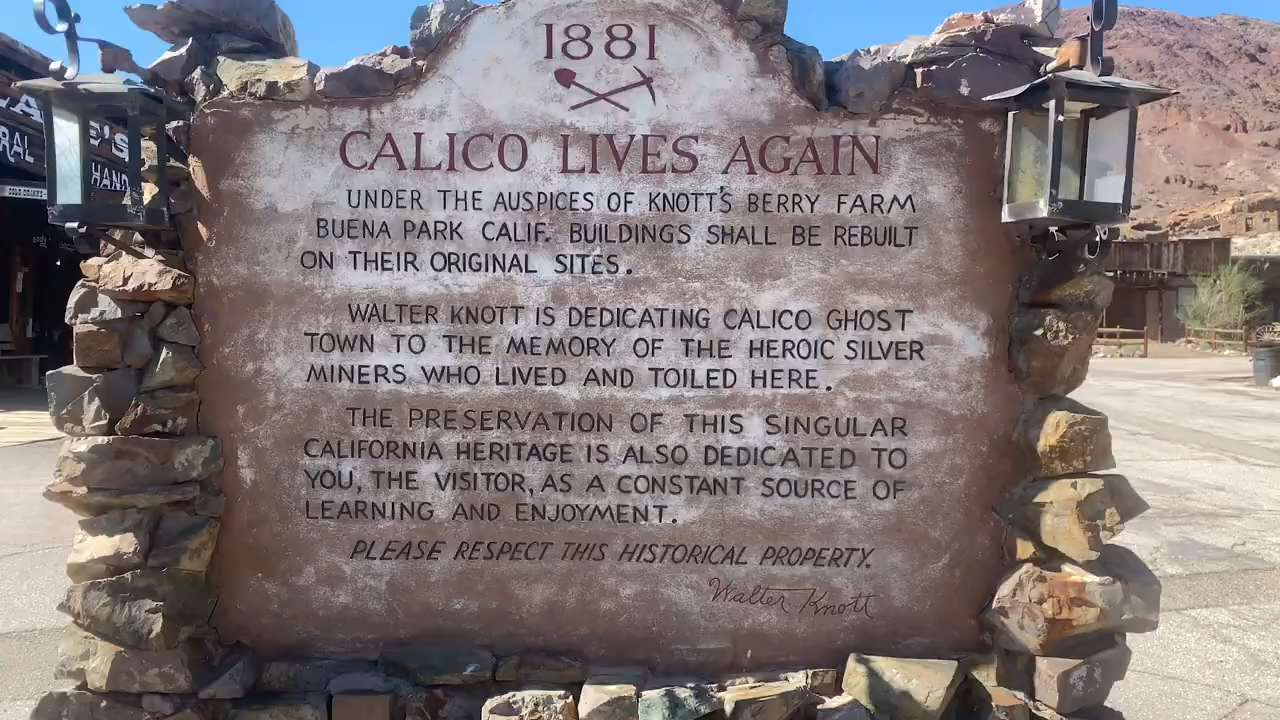 1881
CALICO LIVES AGAIN
UNDER THE AUSPICES OF KNOTT'S BERRY FARM
BUENA PARK CALIF. BUILDINGS SHALL BE REBUILT
ON THEIR ORIGINAL SITES.
WALTER KNOTT IS DEDICATING CALICO GHOST
TOWN TO THE MEMORY OF THE HEROIC SILVER
MINERS WHO LIVED AND TOILED HERE.
THE PRESERVATION OF THIS SINGULAR
CALIFORNIA HERITAGE IS ALSO DEDICATED TO
YOU, THE VISITOR, AS A CONSTANT SOURCE OF
LEARNING AND ENJOYMENT.
PLEASE RESPECT THIS HISTORICAL PROPERTY.
Walter Knott